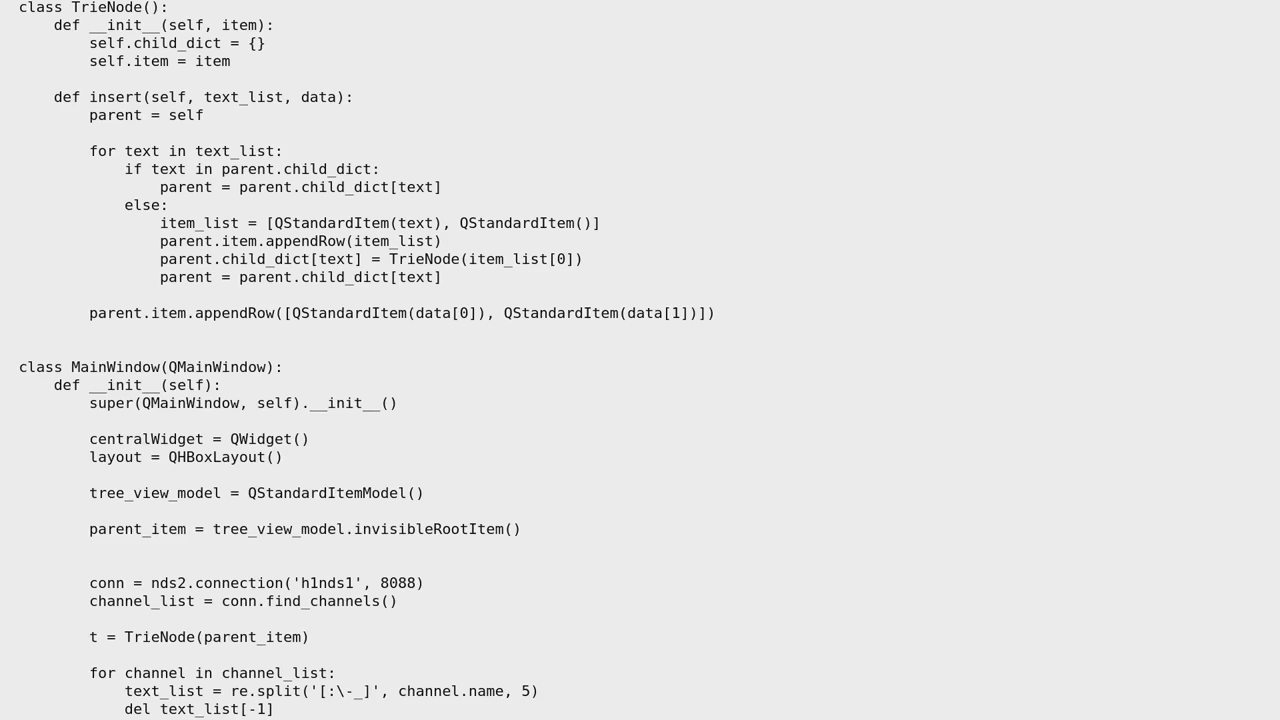 class TrieNode():
    def __init__(self, item):
        self.child_dict = {}
        self.item = item

    def insert(self, text_list, data):
        parent = self

        for text in text_list:
            if text in parent.child_dict:
                parent = parent.child_dict[text]
            else:
                item_list = [QStandardItem(text), QStandardItem()]
                parent.item.appendRow(item_list)
                parent.child_dict[text] = TrieNode(item_list[0])
                parent = parent.child_dict[text]

        parent.item.appendRow([QStandardItem(data[0]), QStandardItem(data[1])])


class MainWindow(QMainWindow):
    def __init__(self):
        super(QMainWindow, self).__init__()

        centralWidget = QWidget()
        layout = QHBoxLayout()

        tree_view_model = QStandardItemModel()

        parent_item = tree_view_model.invisibleRootItem()


        conn = nds2.connection('h1nds1', 8088)
        channel_list = conn.find_channels()

        t = TrieNode(parent_item)

        for channel in channel_list:
            text_list = re.split('[:\-_]', channel.name, 5)
            del text_list[-1]